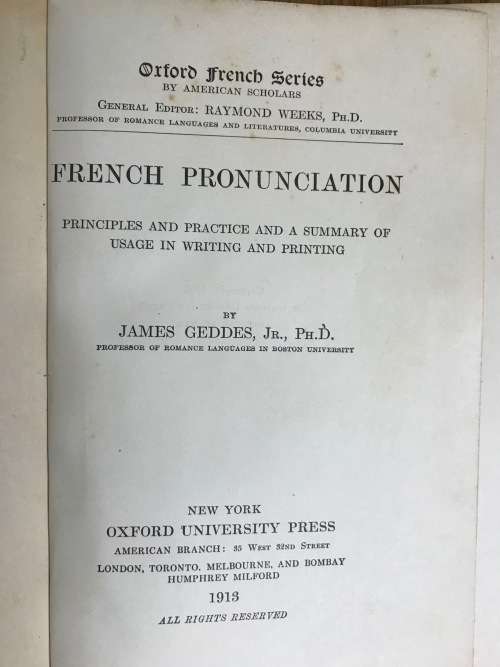 Oxford French Series
BY AMERICAN SCHOLARS
GENERAL EDITOR: RAYMOND WEEKS, PH.D.
PROFESSOR OF ROMANCE LANGUAGES AND LITERATURES, COLUMBIA UNIVERSITY
FRENCH PRONUNCIATION
PRINCIPLES AND PRACTICE AND A SUMMARY OF
USAGE IN WRITING AND PRINTING
BY
JAMES GEDDES, JR., PH.D.
PROFESSOR OF ROMANCE LANGUAGES IN BOSTON UNIVERSITY
NEW YORK
OXFORD UNIVERSITY PRESS
AMERICAN BRANCH: 35 WEST 32ND STREET
LONDON, TORONTO, MELBOURNE, AND BOMBAY
HUMPHREY MILFORD
1913
ALL RIGHTS RESERVED